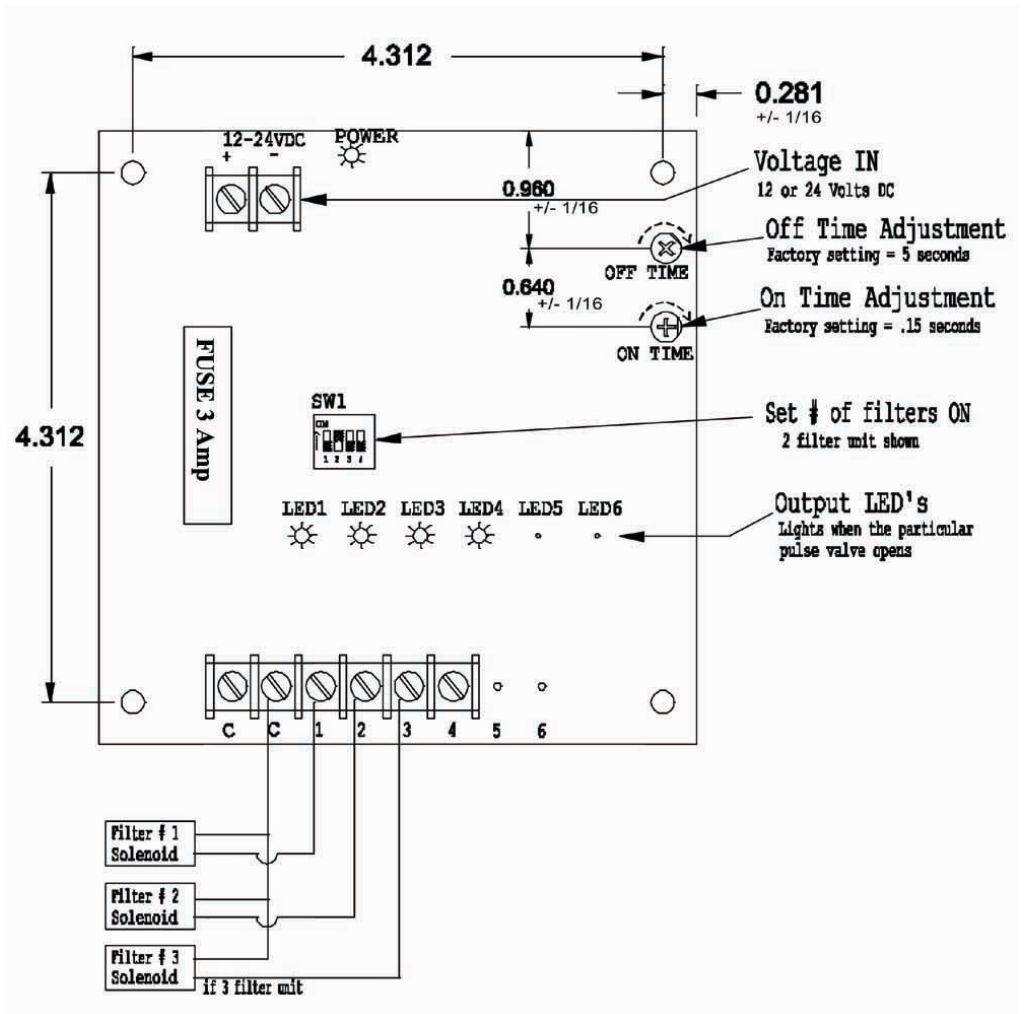 4.312
0.281
+/- 1/16
12-24VDC
+ -
POWER
Voltage IN
12 or 24 Volts DC
0.960
+/- 1/16
Off Time Adjustment
Factory setting = 5 seconds
OFF TIME
0.640
+/- 1/16
On Time Adjustment
Factory setting = .15 seconds
ON TIME
FUSE 3 Amp
4.312
SW1
ON
1 2 3 4
Set # of filters ON
2 filter unit shown
LED1 LED2 LED3 LED4 LED5 LED6
Output LED's
Lights when the particular
pulse valve opens
C C 1 2 3 4 5 6
Filter # 1
Solenoid
Filter # 2
Solenoid
Filter # 3
Solenoid
if 3 filter unit